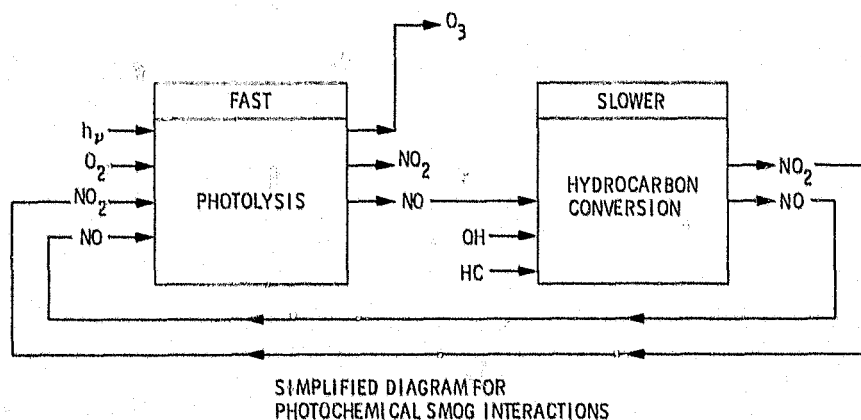 O3
FAST
SLOWER
hν
O2
NO2
NO
PHOTOLYSIS
NO2
NO
OH
HC
HYDROCARBON
CONVERSION
NO2
NO
SIMPLIFIED DIAGRAM FOR
PHOTOCHEMICAL SMOG INTERACTIONS